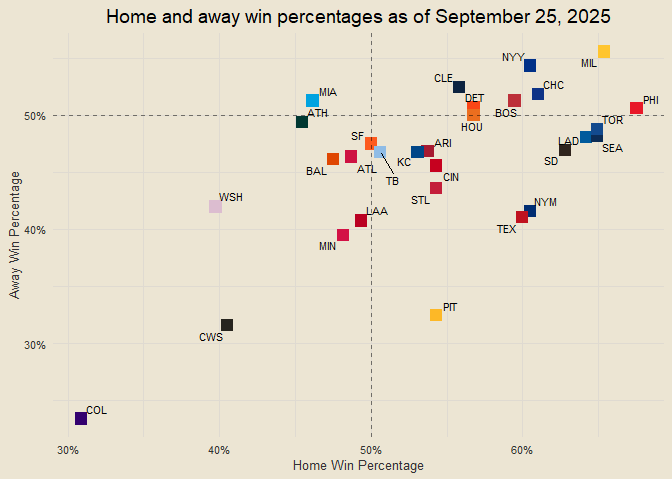 Home and away win percentages as of September 25, 2025
MIL
NYY
CLE
CHC
MIA
DET
BOS
PHI
50%
ATH
HOU
TOR
SF
ARI
LAD
SEA
BAL
ATL
TB
KC
CIN
SD
WSH
STL
NYM
LAA
TEX
40%
MIN
PIT
CWS
30%
COL
Away Win Percentage
30%
40%
50%
60%
Home Win Percentage